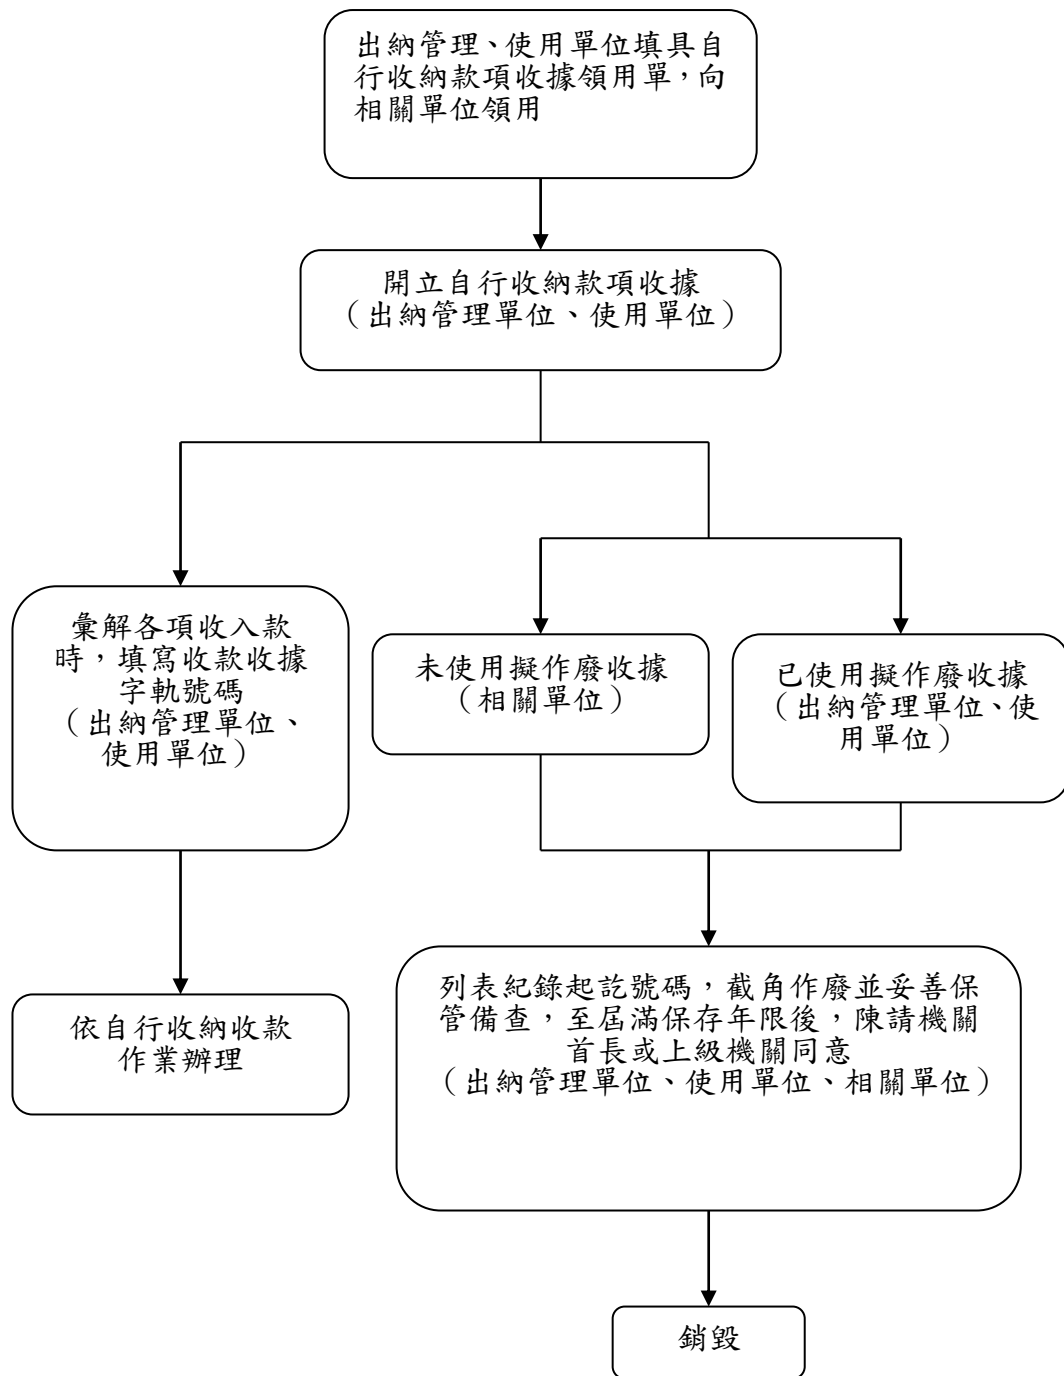 出納管理、使用單位填具自
行收納款項收據領用單，向
相關單位領用
開立自行收納款項收據
（出納管理單位、使用單位）
彙解各項收入款
時，填寫收款收據
字軌號碼
（出納管理單位、
使用單位）
未使用擬作廢收據
（相關單位）
已使用擬作廢收據
（出納管理單位、使
用單位）
依自行收納收款
作業辦理
列表紀錄起訖號碼，截角作廢並妥善保
管備查，至屆滿保存年限後，陳請機關
首長或上級機關同意
（出納管理單位、使用單位、相關單位）
銷毀